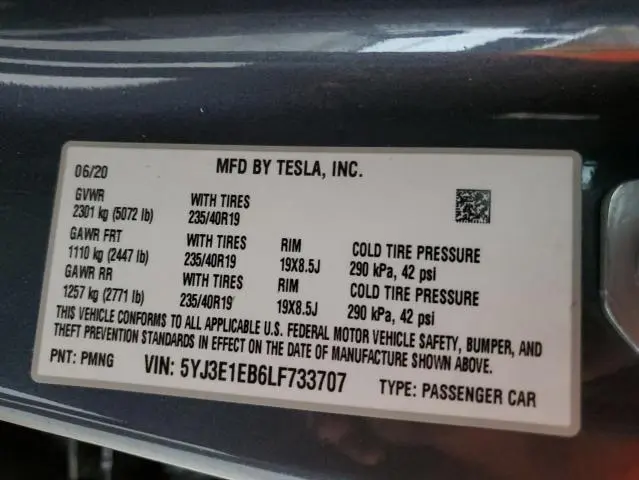 06/20 MFD BY TESLA, INC.
GVWR WITH TIRES
2301 kg (5072 lb) 235/40R19
GAWR FRT WITH TIRES RIM COLD TIRE PRESSURE
1110 kg (2447 lb) 235/40R19 19X8.5J 290 kPa, 42 psi
GAWR RR WITH TIRES RIM COLD TIRE PRESSURE
1257 kg (2771 lb) 235/40R19 19X8.5J 290 kPa, 42 psi
THIS VEHICLE CONFORMS TO ALL APPLICABLE U.S. FEDERAL MOTOR VEHICLE SAFETY, BUMPER, AND
THEFT PREVENTION STANDARDS IN EFFECT ON THE DATE OF MANUFACTURE SHOWN ABOVE.
PNT: PMNG VIN: 5YJ3E1EB6LF733707 TYPE: PASSENGER CAR